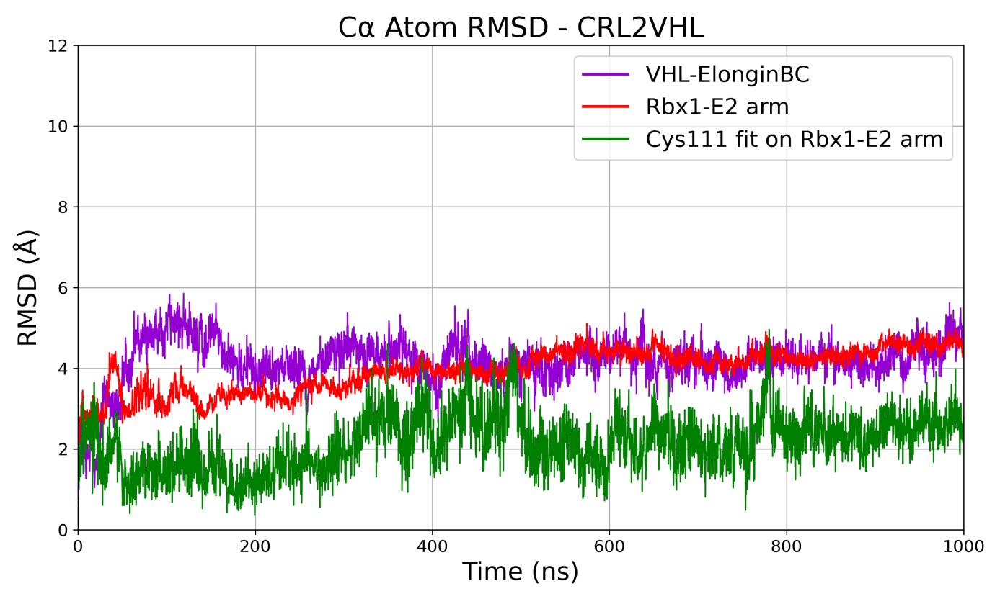 Cα Atom RMSD - CRL2VHL
VHL-ElonginBC
Rbx1-E2 arm
Cys111 fit on Rbx1-E2 arm
RMSD (Å)
12
10
8
6
4
2
0
0 200 400 600 800 1000
Time (ns)